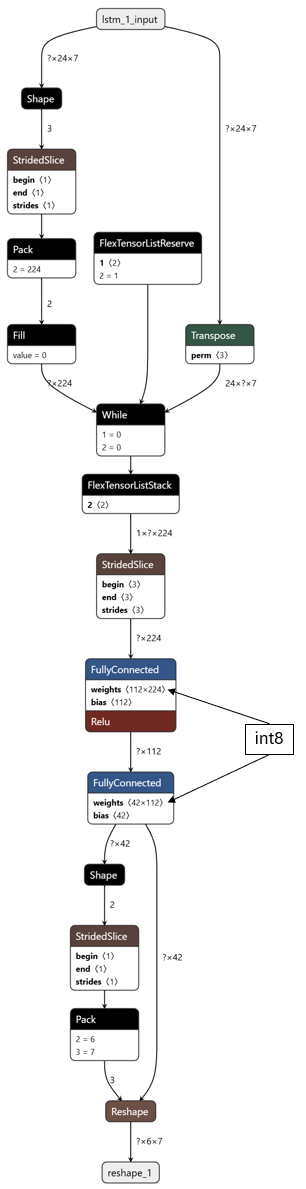 lstm_1_input
?×24×7
?×24×7
Shape
3
StridedSlice
begin ⟨1⟩
end ⟨1⟩
strides ⟨1⟩
Pack
2 = 224
FlexTensorListReserve
1 ⟨2⟩
2 = 1
2
Fill
value = 0
Transpose
perm ⟨3⟩
?×224
24×?×7
While
1 = 0
2 = 0
FlexTensorListStack
2 ⟨2⟩
1×?×224
StridedSlice
begin ⟨3⟩
end ⟨3⟩
strides ⟨3⟩
?×224
FullyConnected
weights ⟨112×224⟩
bias ⟨112⟩
Relu
int8
?×112
FullyConnected
weights ⟨42×112⟩
bias ⟨42⟩
?×42
Shape
2
StridedSlice
begin ⟨1⟩
end ⟨1⟩
strides ⟨1⟩
?×42
Pack
2 = 6
3 = 7
3
Reshape
?×6×7
reshape_1